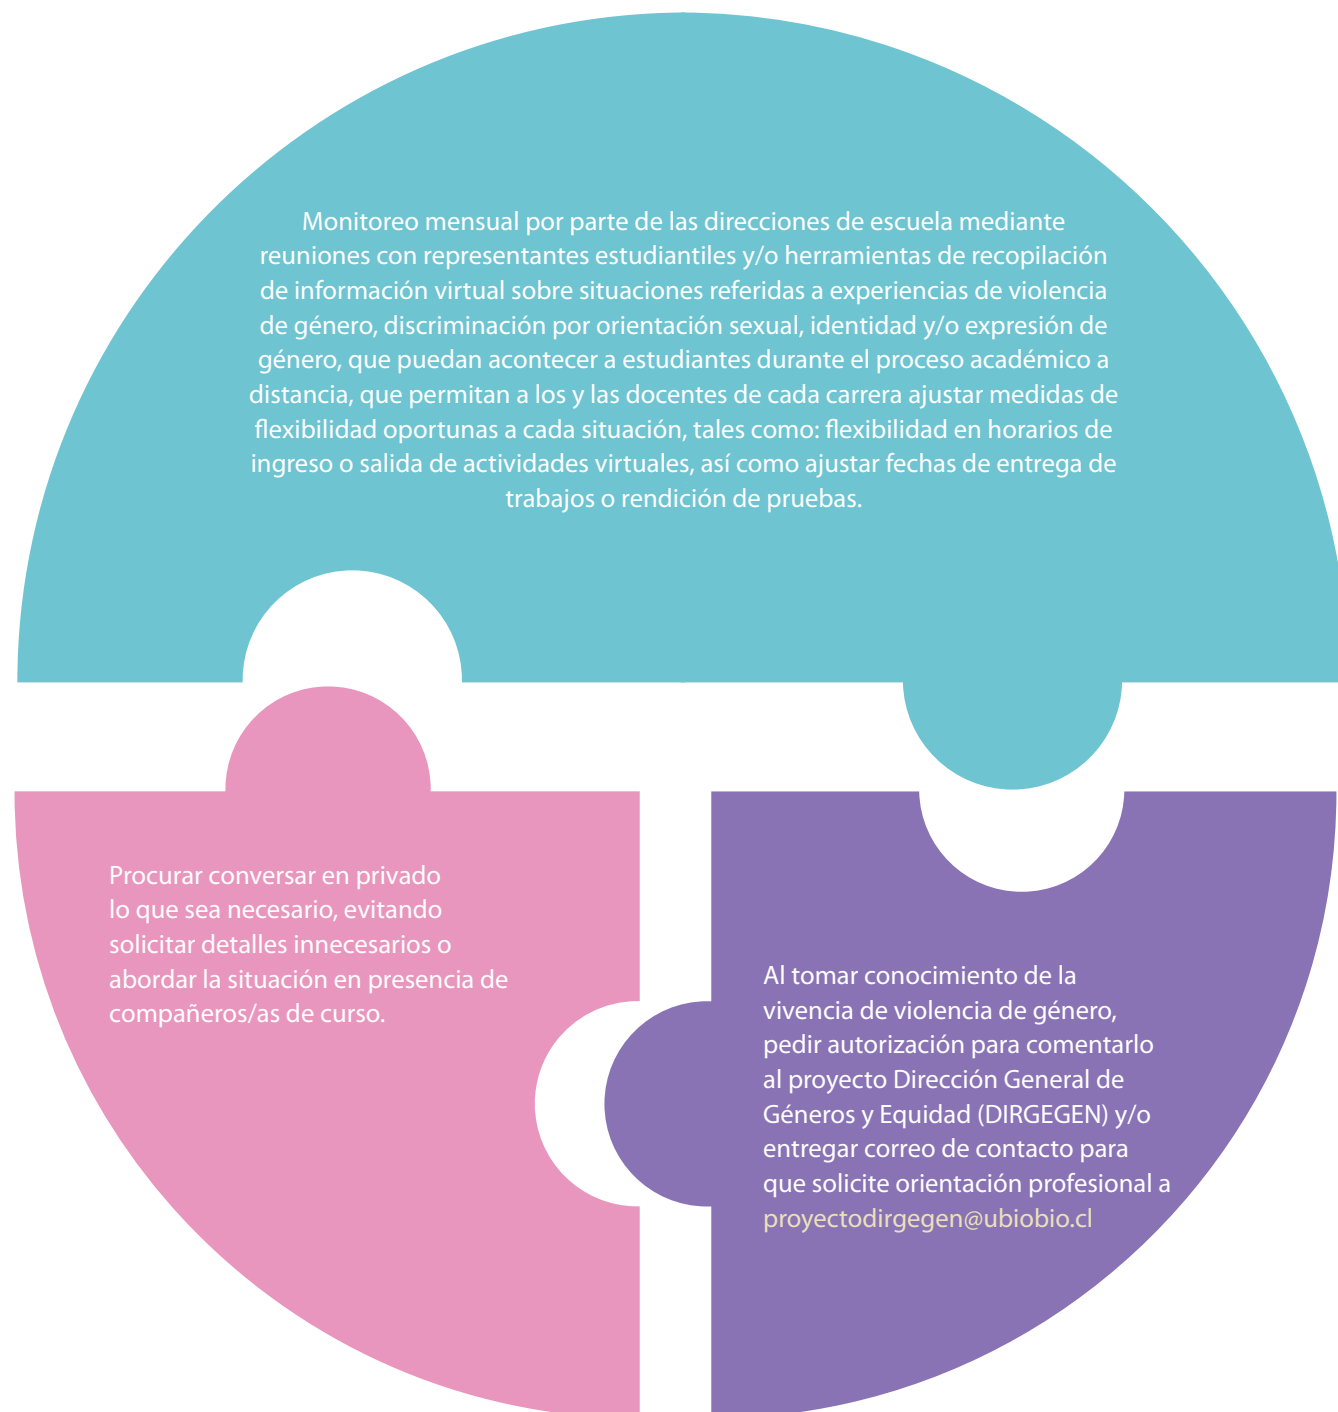 Monitoreo mensual por parte de las direcciones de escuela mediante
reuniones con representantes estudiantiles y/o herramientas de recopilación
de información virtual sobre situaciones referidas a experiencias de violencia
de género, discriminación por orientación sexual, identidad y/o expresión de
género, que puedan acontecer a estudiantes durante el proceso académico a
distancia, que permitan a los y las docentes de cada carrera ajustar medidas de
flexibilidad oportunas a cada situación, tales como: flexibilidad en horarios de
ingreso o salida de actividades virtuales, así como ajustar fechas de entrega de
trabajos o rendición de pruebas.
Procurar conversar en privado
lo que sea necesario, evitando
solicitar detalles innecesarios o
abordar la situación en presencia de
compañeros/as de curso.
Al tomar conocimiento de la
vivencia de violencia de género,
pedir autorización para comentarlo
al proyecto Dirección General de
Géneros y Equidad (DIRGEGEN) y/o
entregar correo de contacto para
que solicite orientación profesional a
proyectodirgegen@ubiobio.cl